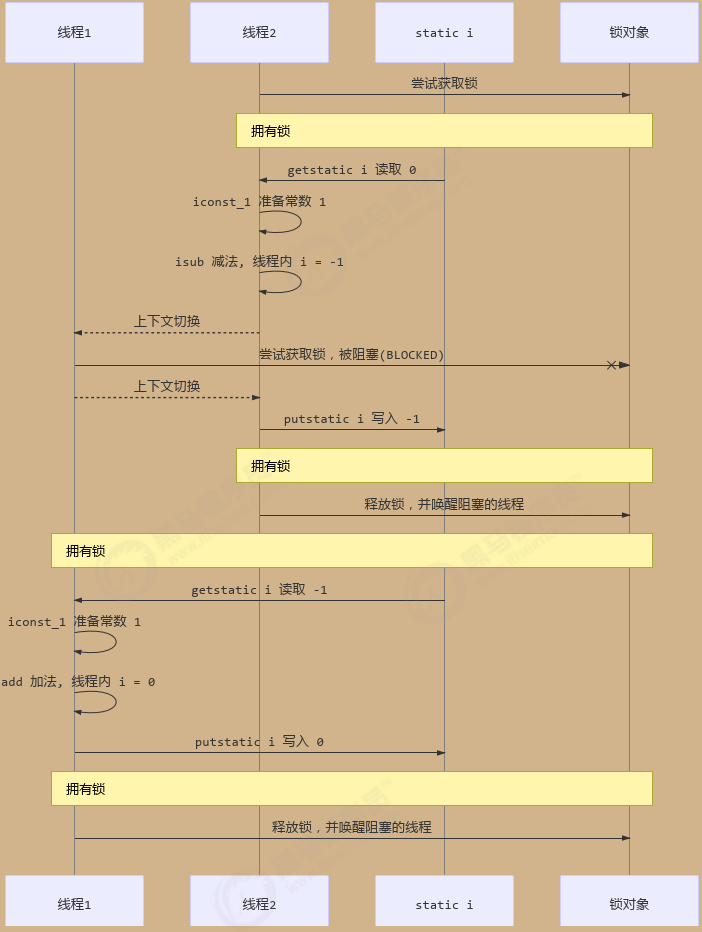 线程1
线程2
static i
锁对象
尝试获取锁
拥有锁
getstatic i 读取 0
iconst_1 准备常数 1
isub 减法, 线程内 i = -1
上下文切换
尝试获取锁，被阻塞(BLOCKED)
上下文切换
putstatic i 写入 -1
拥有锁
释放锁，并唤醒阻塞的线程
拥有锁
getstatic i 读取 -1
iconst_1 准备常数 1
add 加法, 线程内 i = 0
putstatic i 写入 0
拥有锁
释放锁，并唤醒阻塞的线程
线程1
线程2
static i
锁对象